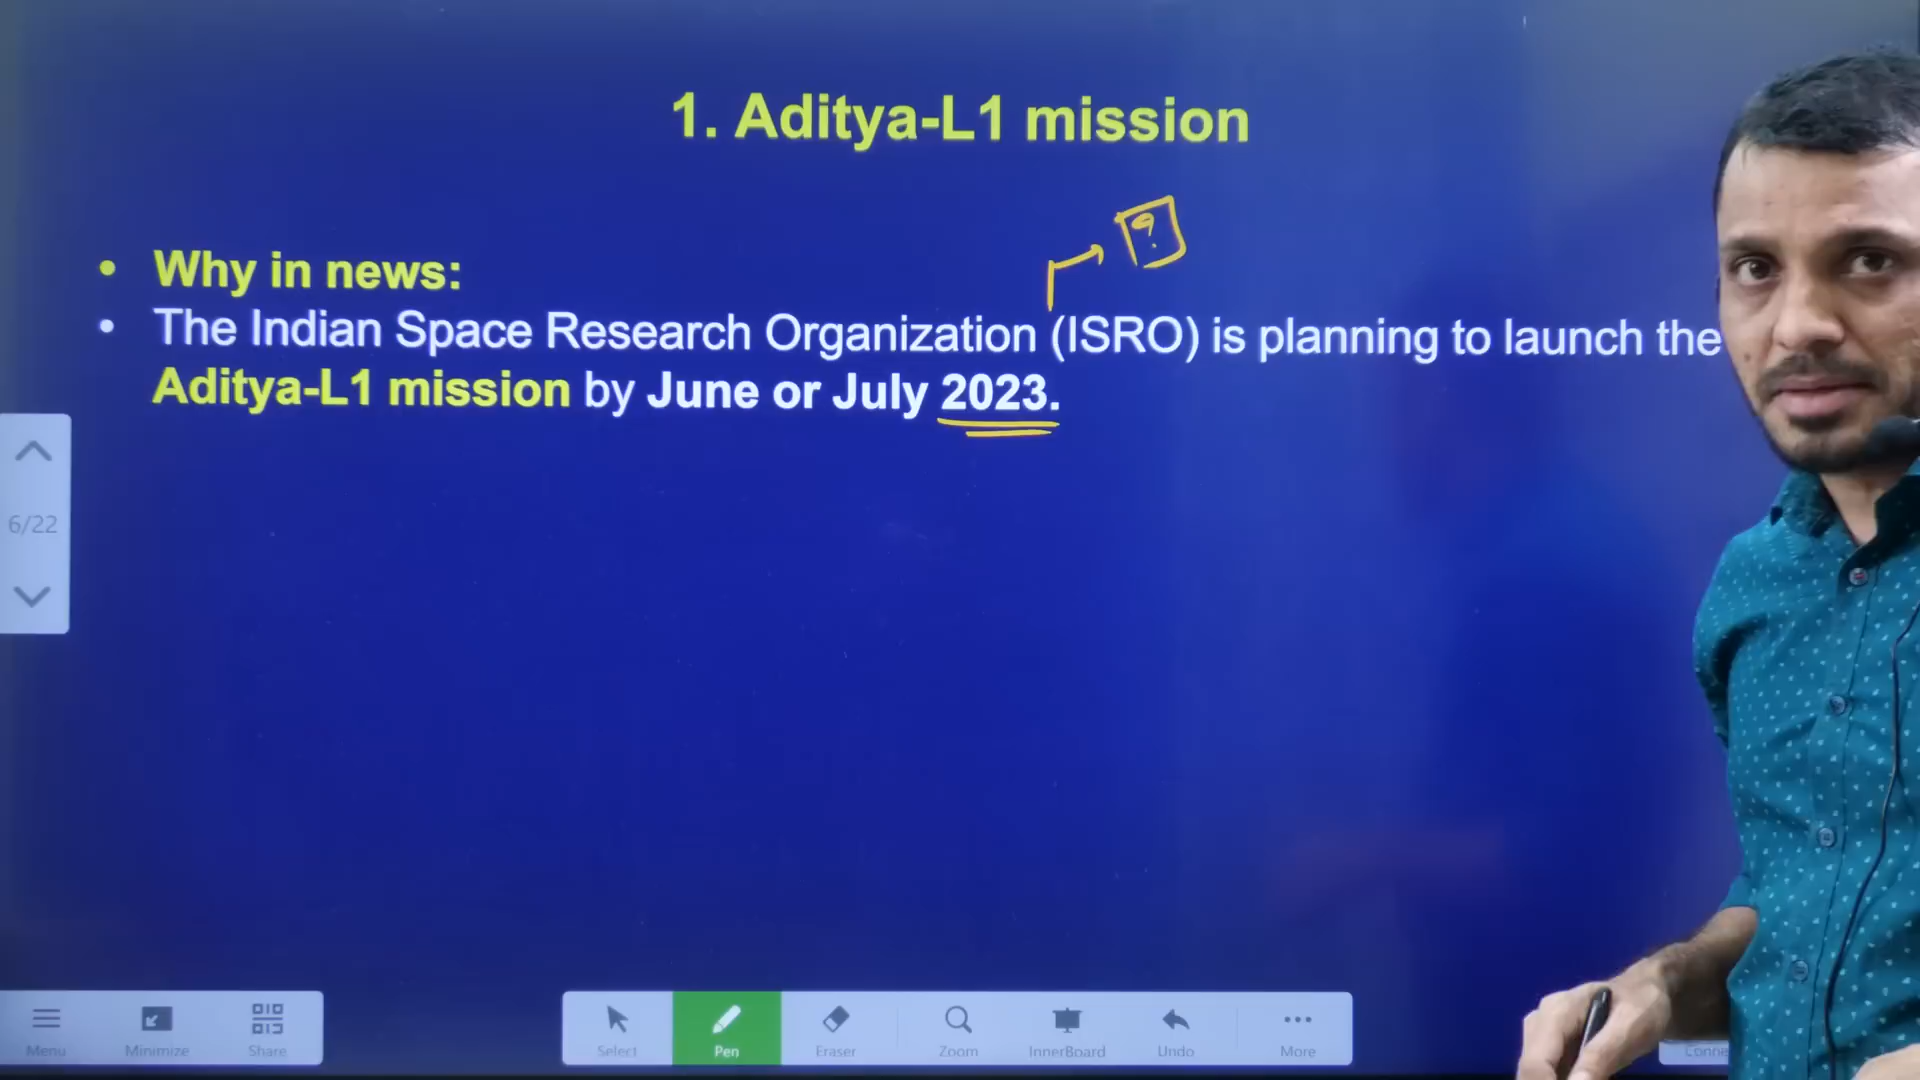 1. Aditya-L1 mission
?
• Why in news:
• The Indian Space Research Organization (ISRO) is planning to launch the
Aditya-L1 mission by June or July 2023.
6/22
Menu Minimize Share Select Pen Eraser Zoom InnerBoard Undo More